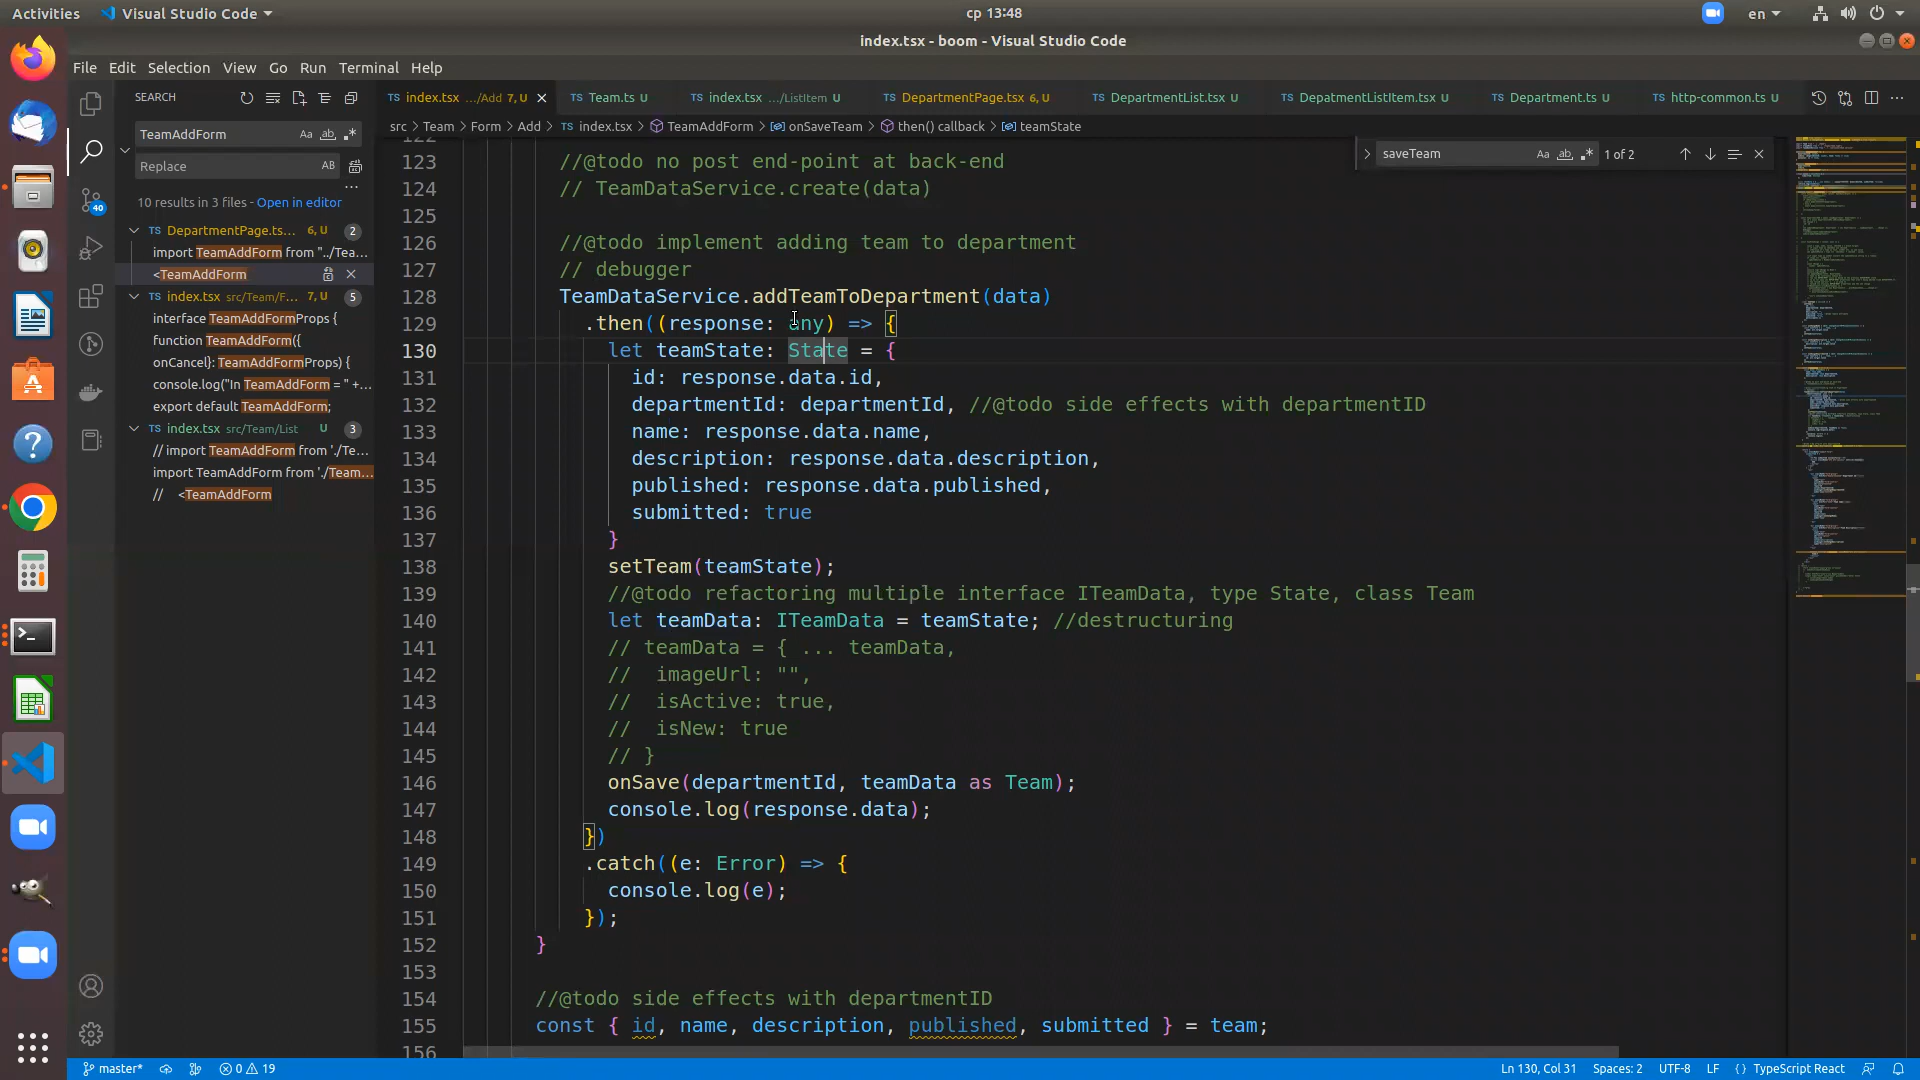 Activities
Visual Studio Code
ср 13:48
en
index.tsx - boom - Visual Studio Code
File Edit Selection View Go Run Terminal Help
SEARCH
index.tsx .../Add 7, U
Team.ts U
index.tsx .../ListItem U
DepartmentPage.tsx 6, U
DepartmentList.tsx U
DepatmentListItem.tsx U
Department.ts U
http-common.ts U
src > Team > Form > Add > TS index.tsx > TeamAddForm > onSaveTeam > then() callback > teamState
TeamAddForm
Replace
10 results in 3 files - Open in editor
TS DepartmentPage.ts... 6, U 2
import TeamAddForm from "../Tea...
<TeamAddForm
TS index.tsx src/Team/F... 7, U 5
interface TeamAddFormProps {
function TeamAddForm({
onCancel}: TeamAddFormProps) {
console.log("In TeamAddForm = " +...
export default TeamAddForm;
TS index.tsx src/Team/List U 3
// import TeamAddForm from './Te...
import TeamAddForm from './Team...
// <TeamAddForm
40
saveTeam
1 of 2
122
123 //@todo no post end-point at back-end
124 // TeamDataService.create(data)
125
126 //@todo implement adding team to department
127 // debugger
128 TeamDataService.addTeamToDepartment(data)
129 .then((response: any) => {
130 let teamState: State = {
131 id: response.data.id,
132 departmentId: departmentId, //@todo side effects with departmentID
133 name: response.data.name,
134 description: response.data.description,
135 published: response.data.published,
136 submitted: true
137 }
138 setTeam(teamState);
139 //@todo refactoring multiple interface ITeamData, type State, class Team
140 let teamData: ITeamData = teamState; //destructuring
141 // teamData = { ... teamData,
142 // imageUrl: "",
143 // isActive: true,
144 // isNew: true
145 // }
146 onSave(departmentId, teamData as Team);
147 console.log(response.data);
148 })
149 .catch((e: Error) => {
150 console.log(e);
151 });
152 }
153
154 //@todo side effects with departmentID
155 const { id, name, description, published, submitted } = team;
156
master*
0 19
Ln 130, Col 31
Spaces: 2
UTF-8
LF
{} TypeScript React